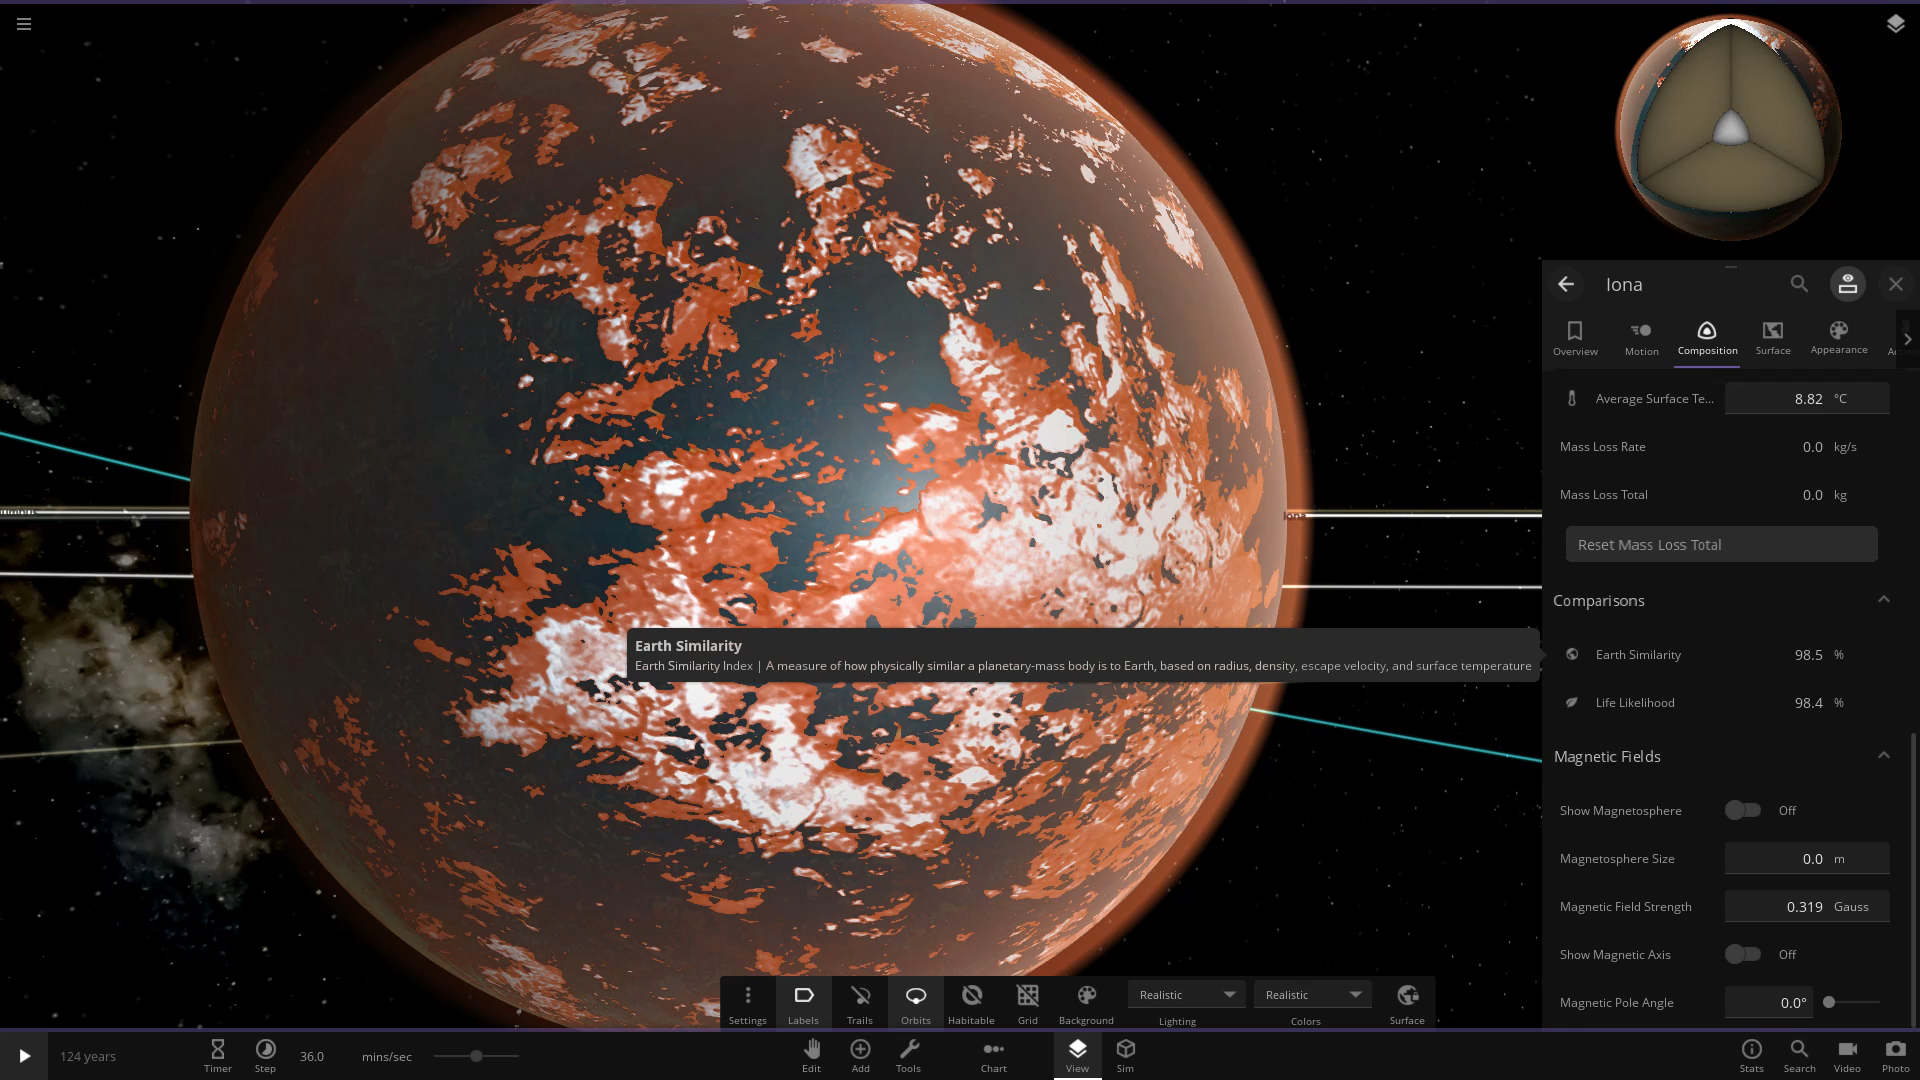 Iona
Overview
Motion
Composition
Surface
Appearance
Average Surface Te... 8.82 °C
Mass Loss Rate 0.0 kg/s
Mass Loss Total 0.0 kg
Reset Mass Loss Total
Comparisons
Earth Similarity
Earth Similarity Index | A measure of how physically similar a planetary-mass body is to Earth, based on radius, density, escape velocity, and surface temperature
Earth Similarity 98.5 %
Life Likelihood 98.4 %
Magnetic Fields
Show Magnetosphere Off
Magnetosphere Size 0.0 m
Magnetic Field Strength 0.319 Gauss
Show Magnetic Axis Off
Magnetic Pole Angle 0.0°
Iona
Realistic Realistic
Settings Labels Trails Orbits Habitable Grid Background Lighting Colors Surface
124 years
Timer
Step
36.0 mins/sec
Edit Add Tools Chart View Sim
Stats Search Video Photo